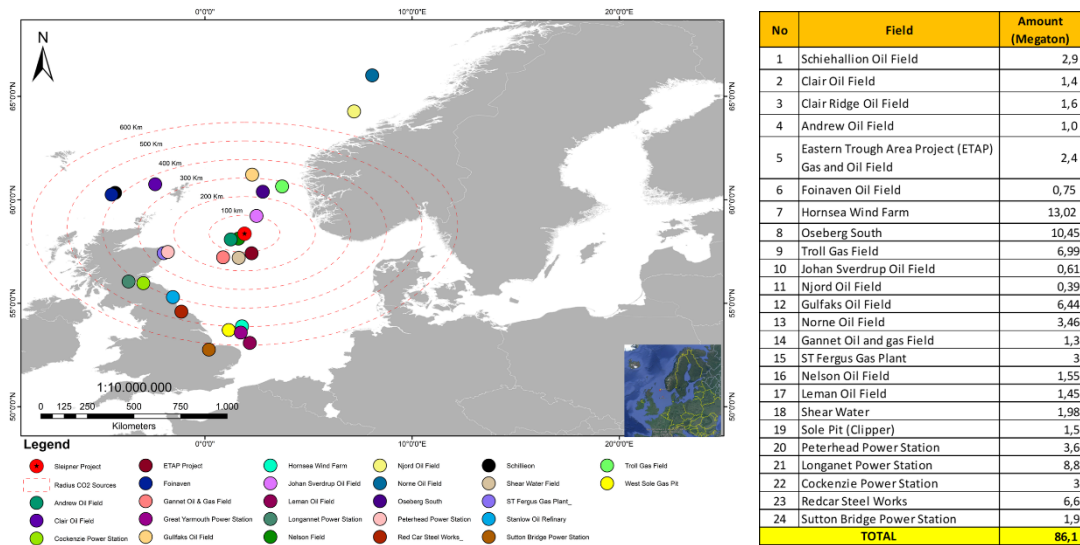 0°0'0"
10°0'0"E
20°0'0"E
N
65°0'0"N
65°0'0"N
60°0'0"N
60°0'0"N
55°0'0"N
55°0'0"N
50°0'0"N
50°0'0"N
600 Km
500 Km
400 Km
300 Km
200 Km
100 km
1:10.000.000
0 125 250 500 750 1.000
Kilometers
0°0'0"
10°0'0"E
20°0'0"E
Legend
Sleipner Project
Radius CO2 Sources
Andrew Oil Field
Clair Oil Field
Cockenzie Power Station
ETAP Project
Foinaven
Gannet Oil & Gas Field
Great Yarmouth Power Station
Gullfaks Oil Field
Hornsea Wind Farm
Johan Sverdrup Oil Field
Leman Oil Field
Longannet Power Station
Nelson Field
Njord Oil Field
Norne Oil Field
Oseberg South
Peterhead Power Station
Red Car Steel Works_
Schillieon
Shear Water Field
ST Fergus Gas Plant_
Stanlow Oil Refinary
Sutton Bridge Power Station
Troll Gas Field
West Sole Gas Pit
No Field Amount (Megaton)
1 Schiehallion Oil Field 2,9
2 Clair Oil Field 1,4
3 Clair Ridge Oil Field 1,6
4 Andrew Oil Field 1,0
5 Eastern Trough Area Project (ETAP) Gas and Oil Field 2,4
6 Foinaven Oil Field 0,75
7 Hornsea Wind Farm 13,02
8 Oseberg South 10,45
9 Troll Gas Field 6,99
10 Johan Sverdrup Oil Field 0,61
11 Njord Oil Field 0,39
12 Gulfaks Oil Field 6,44
13 Norne Oil Field 3,46
14 Gannet Oil and gas Field 1,3
15 ST Fergus Gas Plant 3
16 Nelson Oil Field 1,55
17 Leman Oil Field 1,45
18 Shear Water 1,98
19 Sole Pit (Clipper) 1,5
20 Peterhead Power Station 3,6
21 Longanet Power Station 8,8
22 Cockenzie Power Station 3
23 Redcar Steel Works 6,6
24 Sutton Bridge Power Station 1,9
TOTAL 86,1